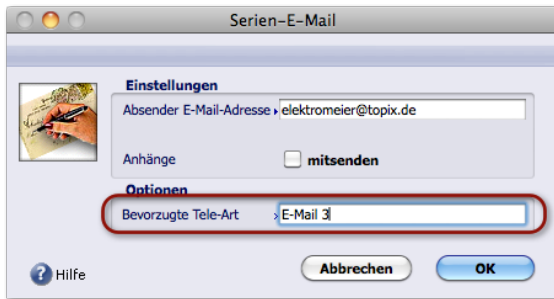 Serien-E-Mail
Einstellungen
Absender E-Mail-Adresse elektromeier@topix.de
Anhänge mitsenden
Optionen
Bevorzugte Tele-Art E-Mail 3
? Hilfe Abbrechen OK